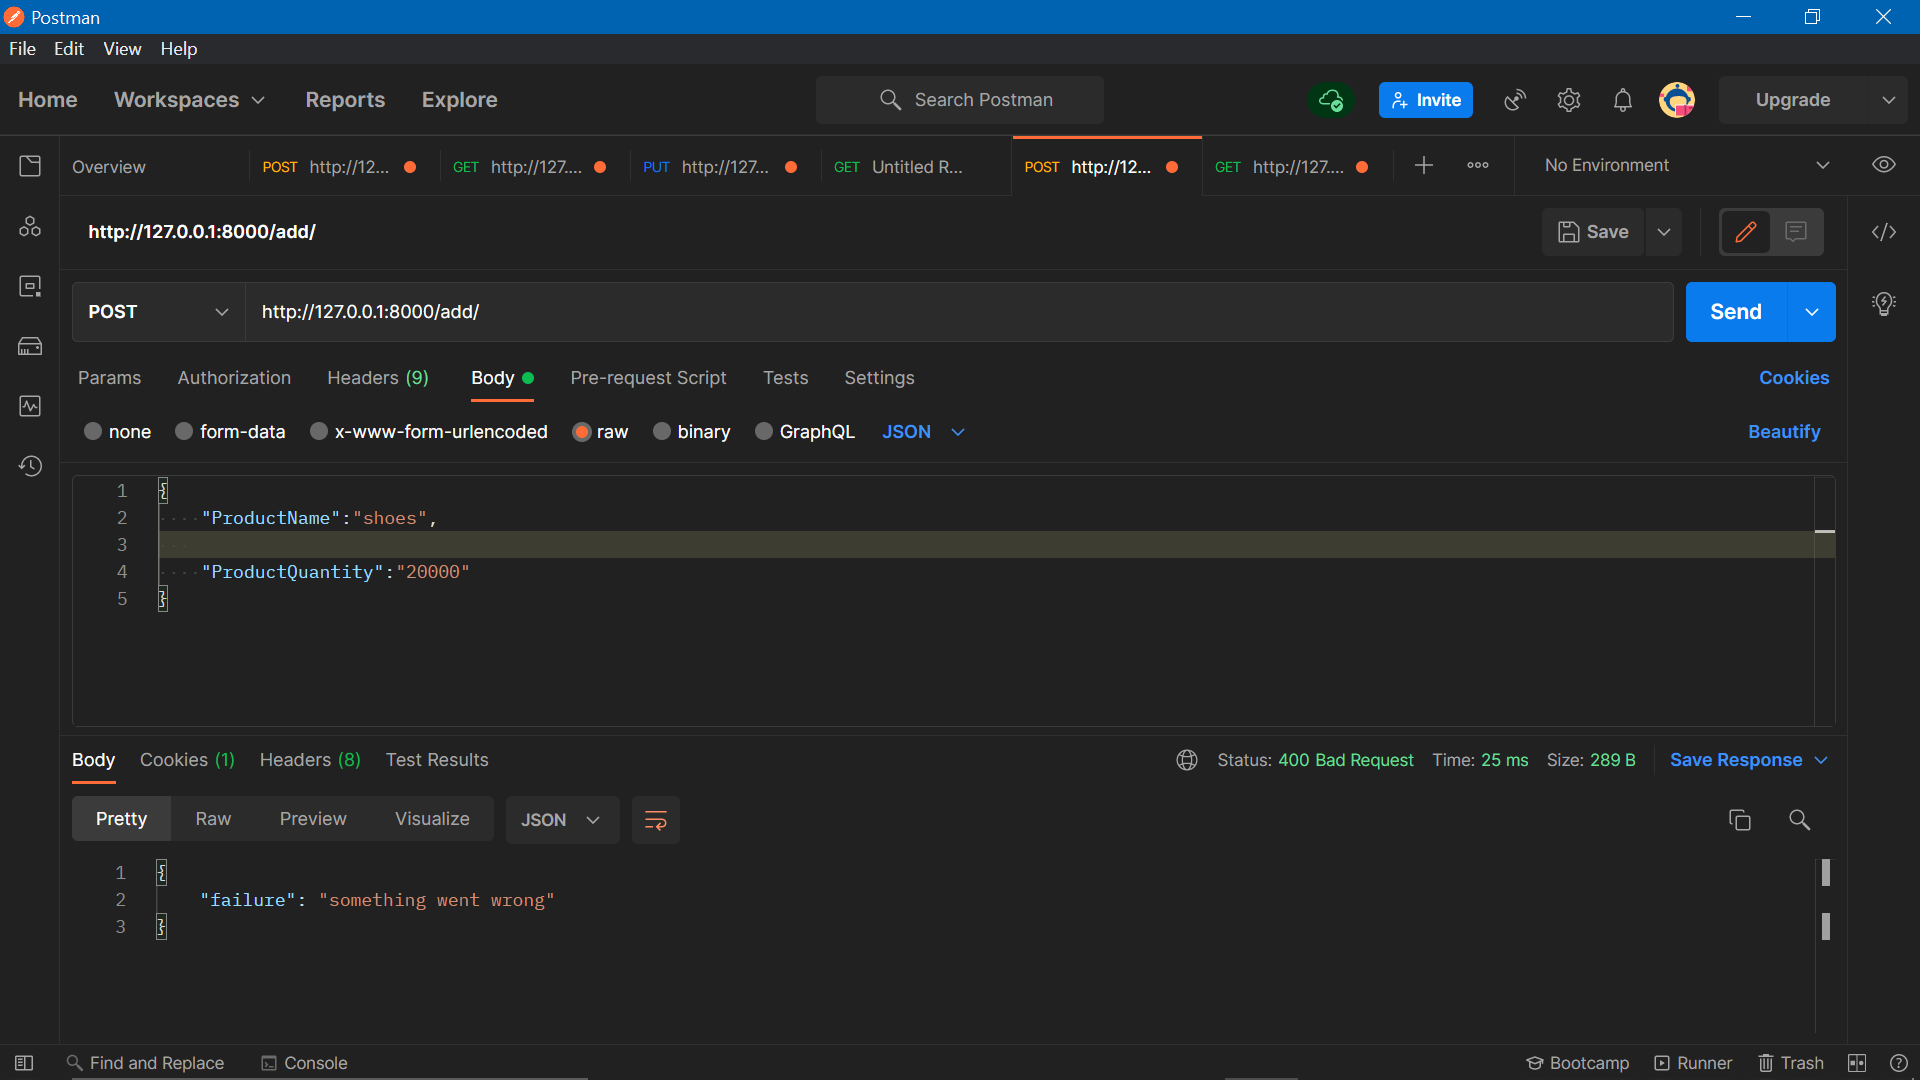 Postman
File Edit View Help
Home Workspaces Reports Explore Search Postman Invite Upgrade
Overview POST http://12... GET http://127.... PUT http://127... GET Untitled R... POST http://12... GET http://127.... No Environment
http://127.0.0.1:8000/add/ Save
POST http://127.0.0.1:8000/add/ Send
Params Authorization Headers (9) Body Pre-request Script Tests Settings Cookies
none form-data x-www-form-urlencoded raw binary GraphQL JSON Beautify
1 {
2 "ProductName":"shoes",
3
4 "ProductQuantity":"20000"
5 }
Body Cookies (1) Headers (8) Test Results Status: 400 Bad Request Time: 25 ms Size: 289 B Save Response
Pretty Raw Preview Visualize JSON
1 {
2 "failure": "something went wrong"
3 }
Find and Replace Console Bootcamp Runner Trash